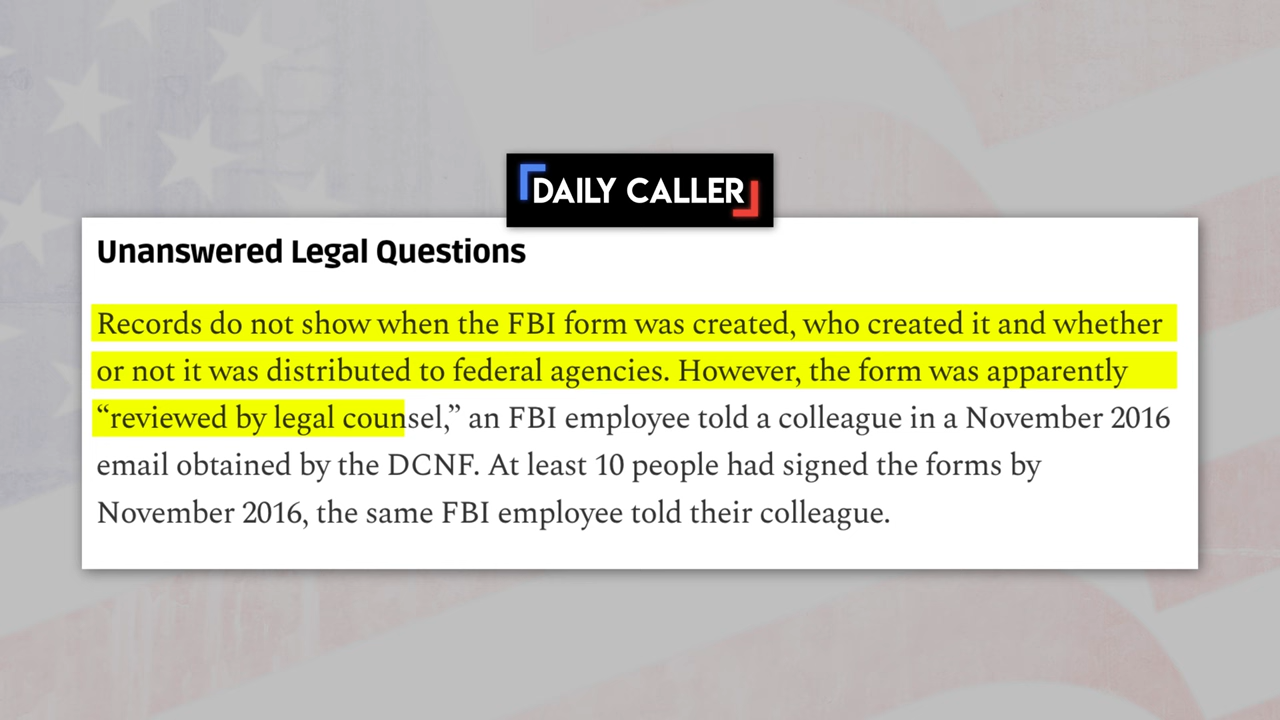 DAILY CALLER
Unanswered Legal Questions
Records do not show when the FBI form was created, who created it and whether
or not it was distributed to federal agencies. However, the form was apparently
“reviewed by legal counsel,” an FBI employee told a colleague in a November 2016
email obtained by the DCNF. At least 10 people had signed the forms by
November 2016, the same FBI employee told their colleague.